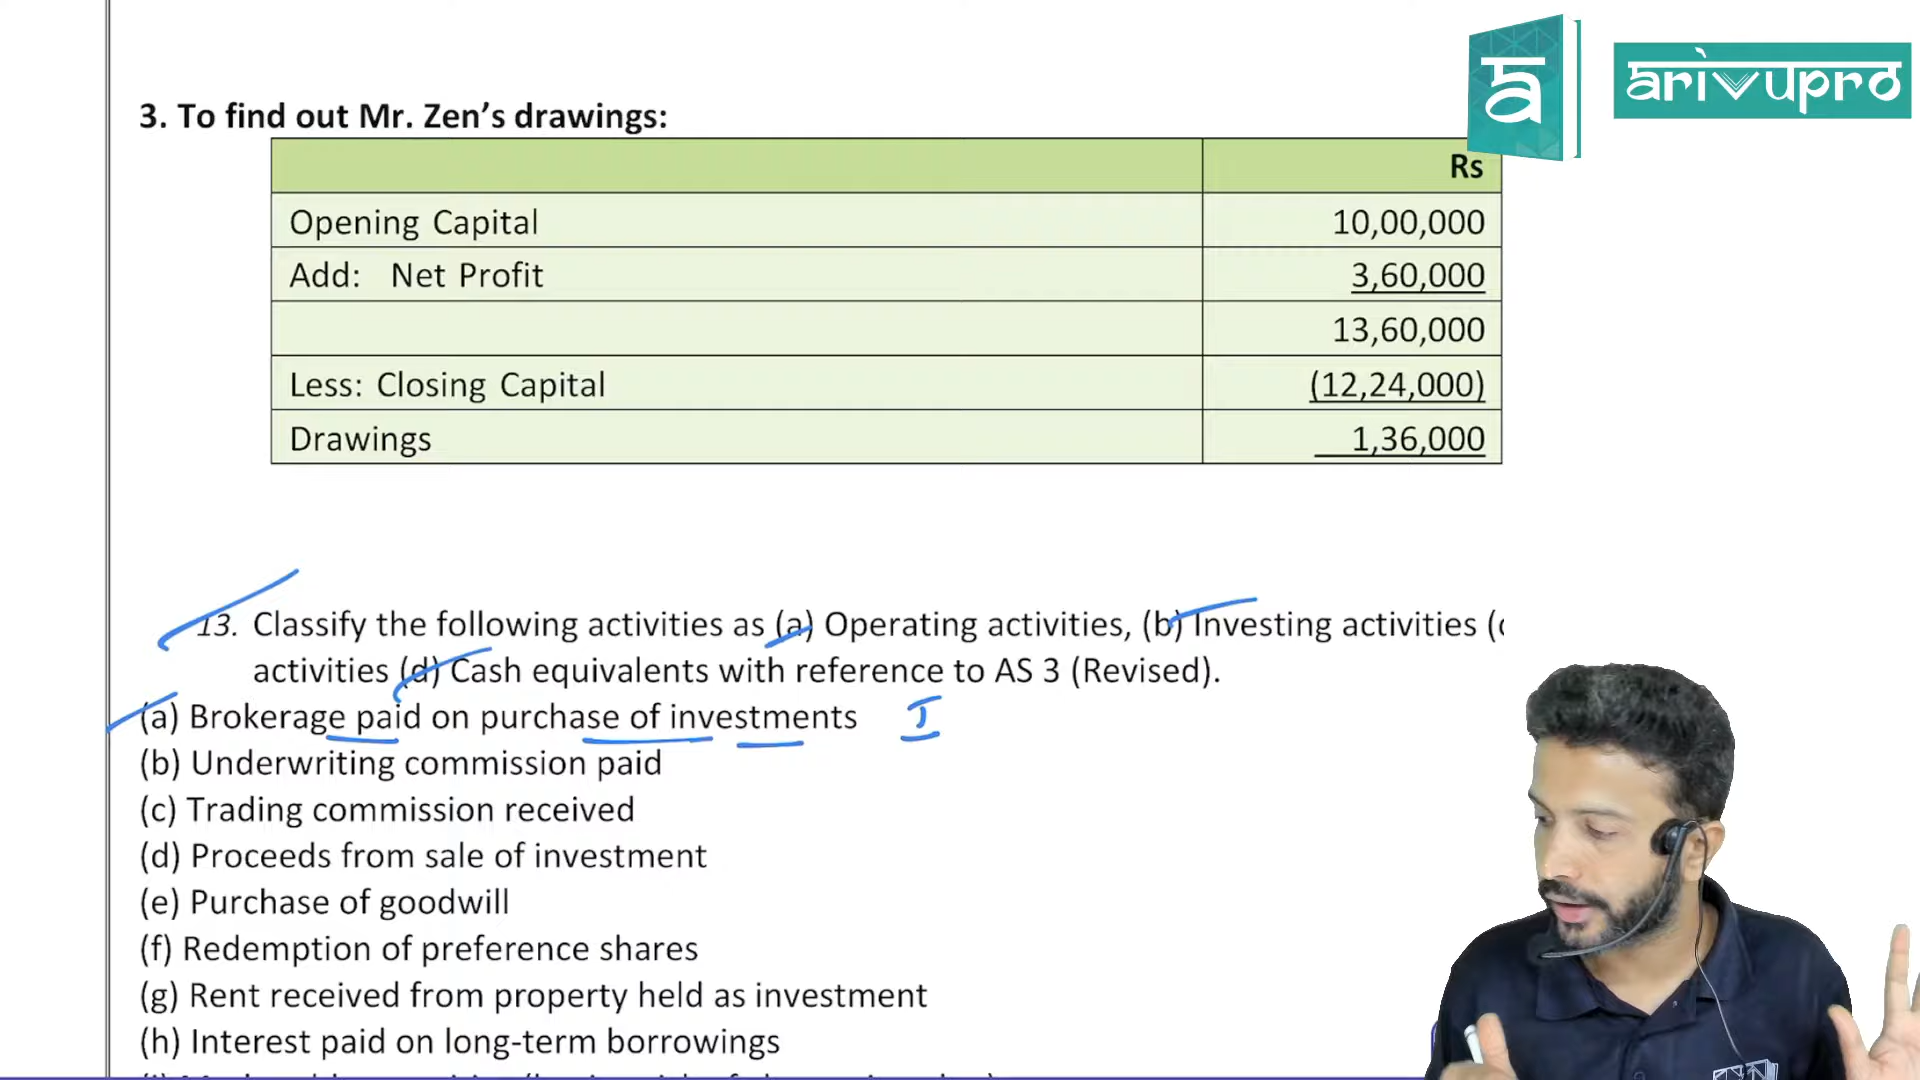 arivupro
3. To find out Mr. Zen's drawings:
Rs
Opening Capital 10,00,000
Add: Net Profit 3,60,000
13,60,000
Less: Closing Capital (12,24,000)
Drawings 1,36,000
13. Classify the following activities as (a) Operating activities, (b) Investing activities
activities (d) Cash equivalents with reference to AS 3 (Revised).
(a) Brokerage paid on purchase of investments I
(b) Underwriting commission paid
(c) Trading commission received
(d) Proceeds from sale of investment
(e) Purchase of goodwill
(f) Redemption of preference shares
(g) Rent received from property held as investment
(h) Interest paid on long-term borrowings